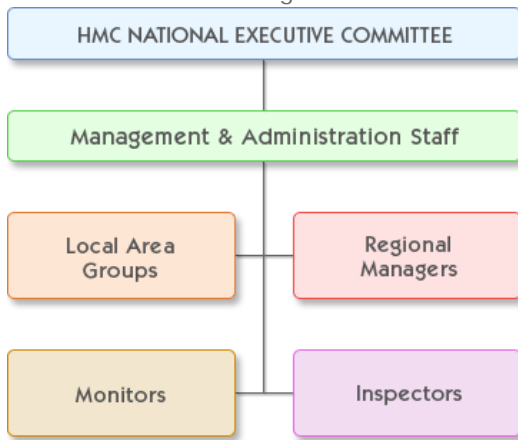 HMC NATIONAL EXECUTIVE COMMITTEE
Management & Administration Staff
Local Area
Groups
Regional
Managers
Monitors
Inspectors